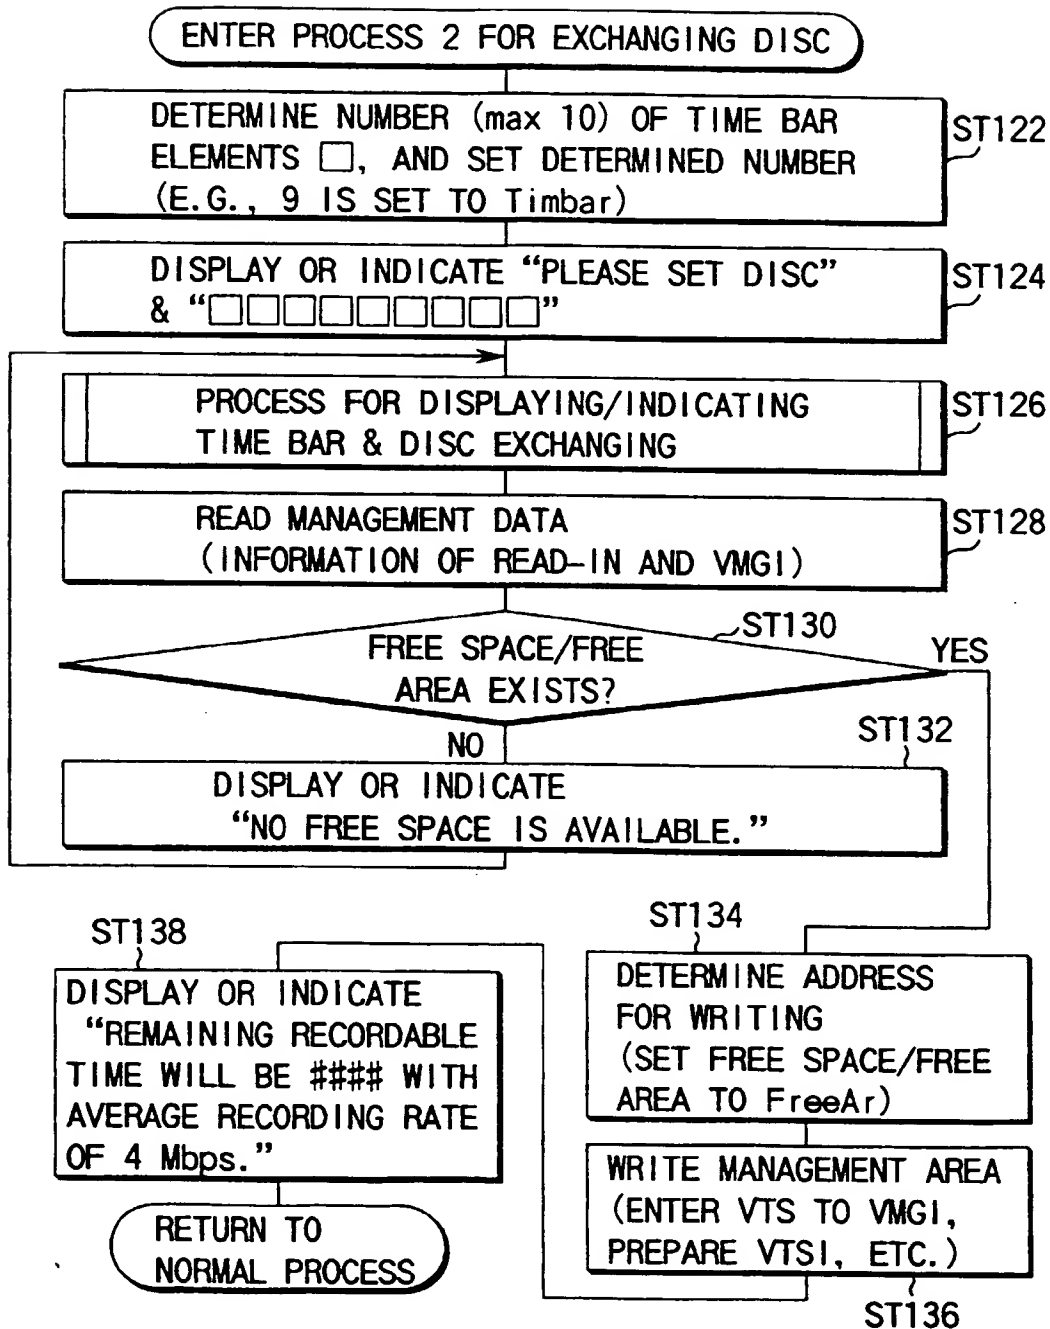 ENTER PROCESS 2 FOR EXCHANGING DISC
DETERMINE NUMBER (max 10) OF TIME BAR
ELEMENTS □, AND SET DETERMINED NUMBER
(E.G., 9 IS SET TO Timbar)
ST122
DISPLAY OR INDICATE “PLEASE SET DISC”
& “□□□□□□□□□”
ST124
PROCESS FOR DISPLAYING/INDICATING
TIME BAR & DISC EXCHANGING
ST126
READ MANAGEMENT DATA
(INFORMATION OF READ-IN AND VMGI)
ST128
FREE SPACE/FREE
AREA EXISTS?
ST130
YES
NO
ST132
DISPLAY OR INDICATE
“NO FREE SPACE IS AVAILABLE.”
ST134
DETERMINE ADDRESS
FOR WRITING
(SET FREE SPACE/FREE
AREA TO FreeAr)
WRITE MANAGEMENT AREA
(ENTER VTS TO VMGI,
PREPARE VTSI, ETC.)
ST136
ST138
DISPLAY OR INDICATE
“REMAINING RECORDABLE
TIME WILL BE #### WITH
AVERAGE RECORDING RATE
OF 4 Mbps.”
RETURN TO
NORMAL PROCESS